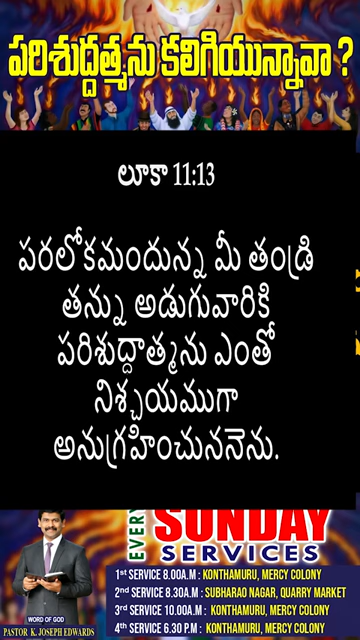 పరిశుద్దత్మను కలిగియున్నావా ?
లూకా 11:13
పరలోకమందున్న మీ తండ్రి
తన్ను అడుగువారికి
పరిశుద్దాత్మను ఎంతో
నిశ్చయముగా
అనుగ్రహించుననెను.
EVERY
SUNDAY
SERVICES
1st SERVICE 8.00A.M : KONTHAMURU, MERCY COLONY
2nd SERVICE 8.30A.M : SUBHARAO NAGAR, QUARRY MARKET
3rd SERVICE 10.00A.M : KONTHAMURU, MERCY COLONY
4th SERVICE 6.30 P.M : KONTHAMURU, MERCY COLONY
WORD OF GOD
PASTOR K. JOSEPH EDWARDS